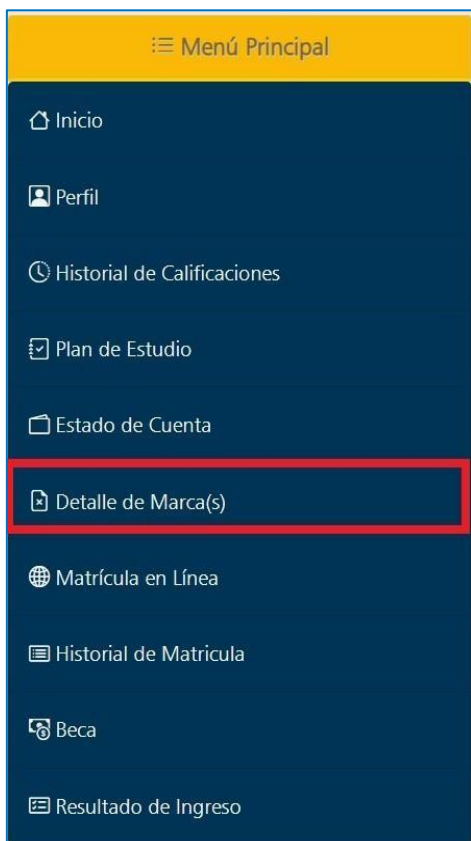 Menú Principal
Inicio
Perfil
Historial de Calificaciones
Plan de Estudio
Estado de Cuenta
Detalle de Marca(s)
Matrícula en Línea
Historial de Matricula
Beca
Resultado de Ingreso